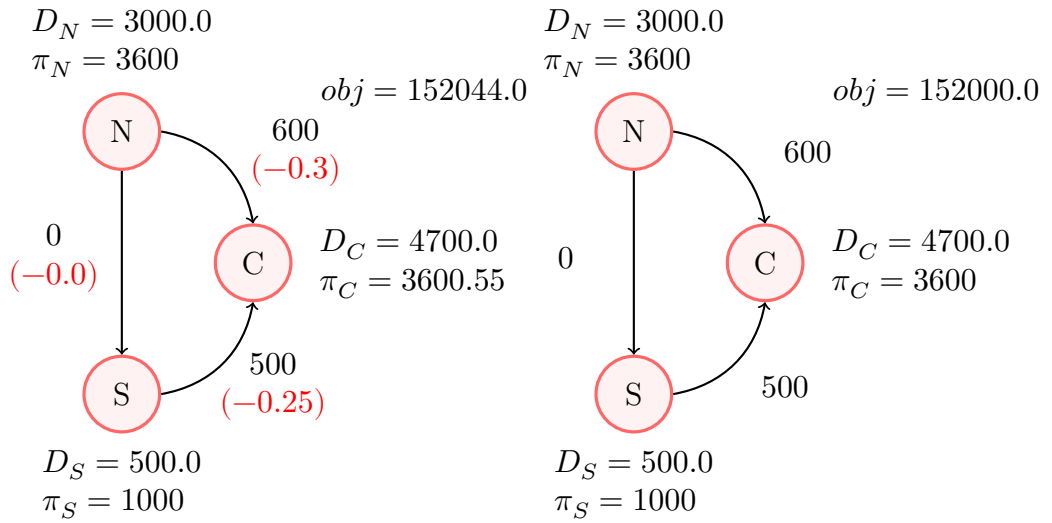 D_N = 3000.0
π_N = 3600
obj = 152044.0
N
600
(−0.3)
0
(−0.0)
C
D_C = 4700.0
π_C = 3600.55
500
(−0.25)
S
D_S = 500.0
π_S = 1000
D_N = 3000.0
π_N = 3600
obj = 152000.0
N
600
0
C
D_C = 4700.0
π_C = 3600
500
S
D_S = 500.0
π_S = 1000